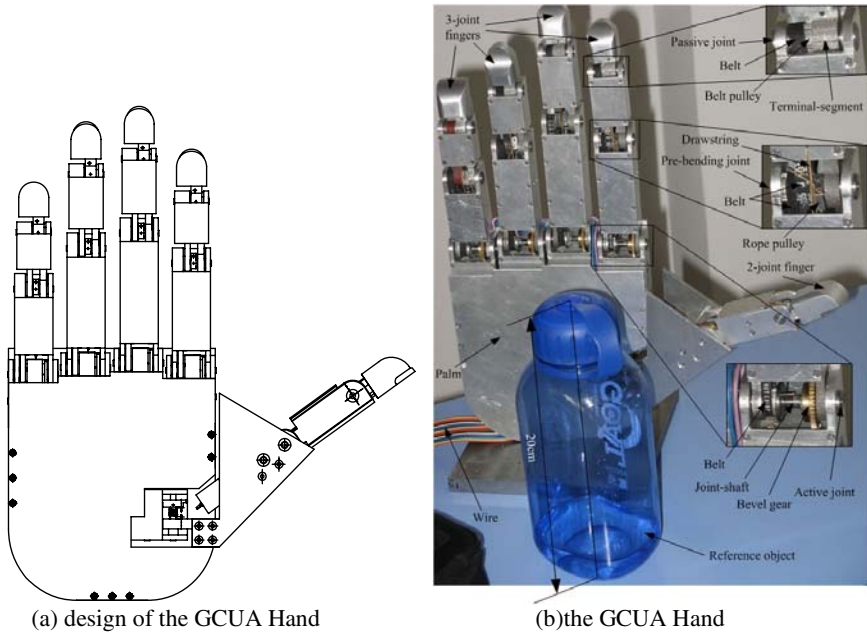 3-joint
fingers
Passive joint
Belt
Belt pulley
Terminal-segment
Drawstring
Pre-bending joint
Belt
Rope pulley
2-joint finger
Palm
20cm
Belt
Joint-shaft
Active joint
Bevel gear
Wire
Reference object
(a) design of the GCUA Hand
(b)the GCUA Hand